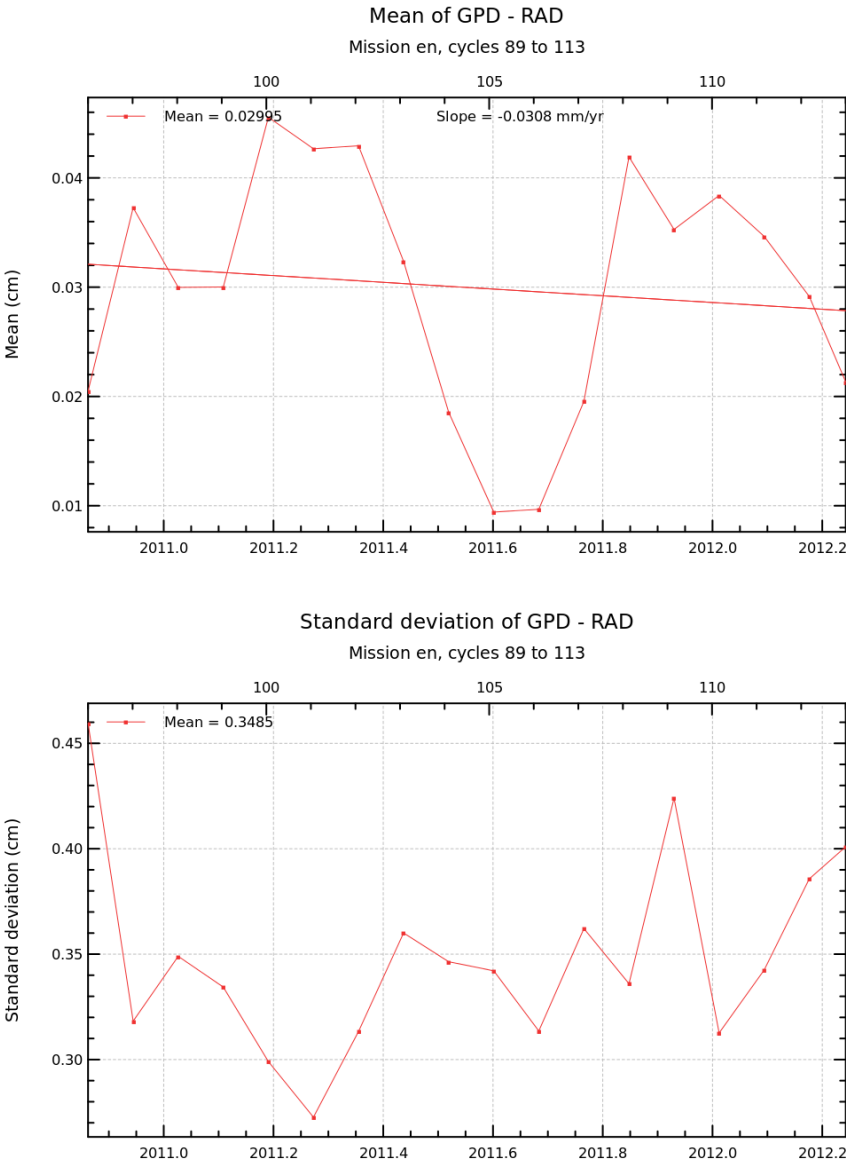 Mean of GPD - RAD
Mission en, cycles 89 to 113
100 105 110
Mean = 0.02995 Slope = -0.0308 mm/yr
Mean (cm)
0.04
0.03
0.02
0.01
2011.0 2011.2 2011.4 2011.6 2011.8 2012.0 2012.2
Standard deviation of GPD - RAD
Mission en, cycles 89 to 113
100 105 110
Mean = 0.3485
Standard deviation (cm)
0.45
0.40
0.35
0.30
2011.0 2011.2 2011.4 2011.6 2011.8 2012.0 2012.2